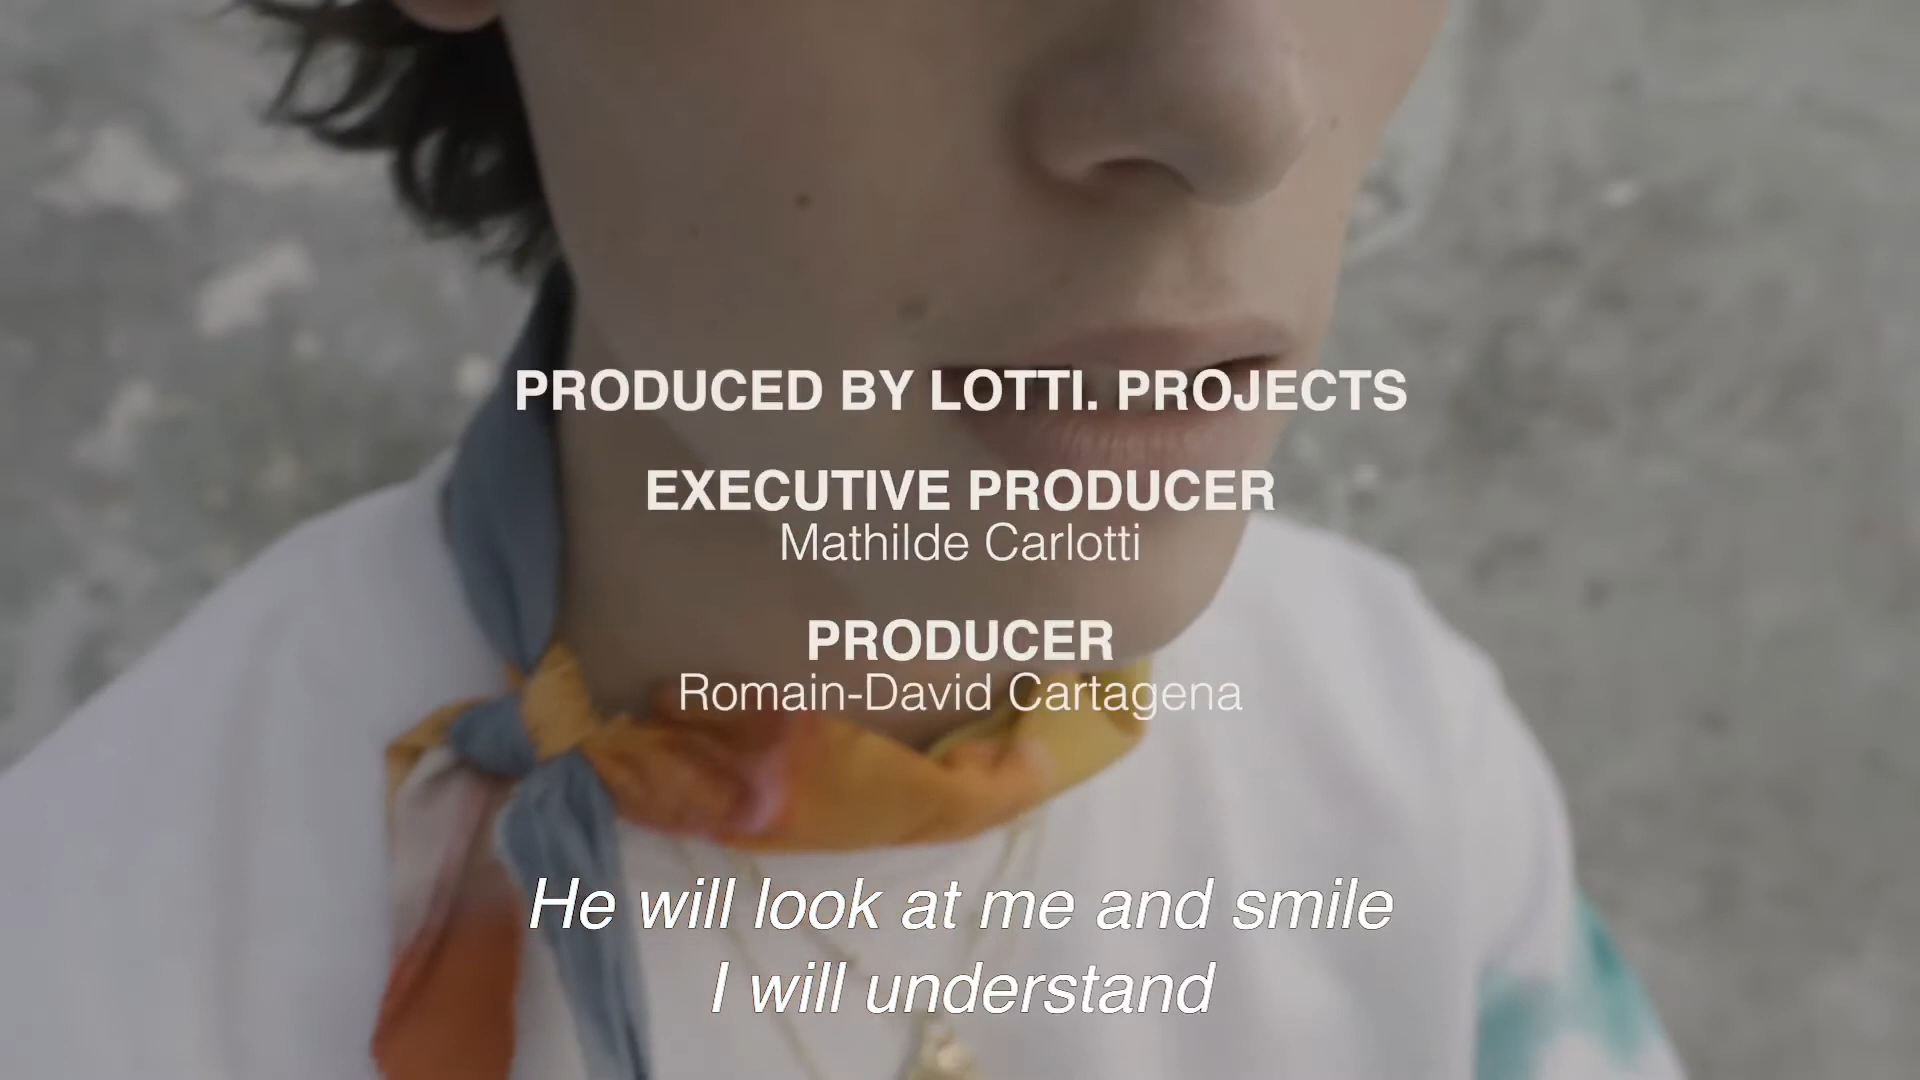 PRODUCED BY LOTTI. PROJECTS
EXECUTIVE PRODUCER
Mathilde Carlotti
PRODUCER
Romain-David Cartagena
He will look at me and smile
I will understand